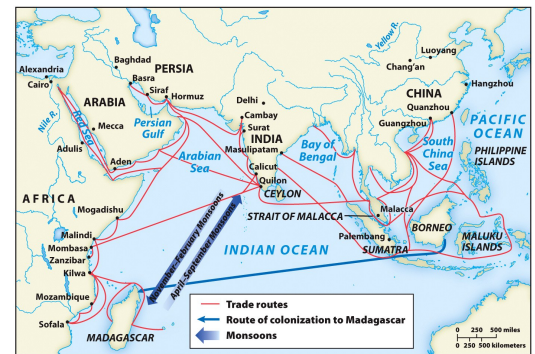 Yellow R.
Luoyang
Chang'an
Baghdad
Alexandria
PERSIA
Basra
Cairo
Siraf
Hormuz
Hangzhou
CHINA
Delhi
Quanzhou
ARABIA
Cambay
PACIFIC
OCEAN
Persian
Gulf
Surat
Guangzhou
Nile R.
Red Sea
Mecca
INDIA
Masulipatam
Bay of
Bengal
South
China
Sea
PHILIPPINE
ISLANDS
Adulis
Aden
Arabian
Sea
Calicut
Quilon
CEYLON
AFRICA
Mogadishu
Malacca
STRAIT OF MALACCA
BORNEO
MALUKU
ISLANDS
Malindi
Mombasa
Zanzibar
Kilwa
Palembang
SUMATRA
INDIAN OCEAN
November-February Monsoons
April-September Monsoons
Mozambique
Sofala
MADAGASCAR
Trade routes
Route of colonization to Madagascar
Monsoons
0 250 500 miles
0 250 500 kilometers